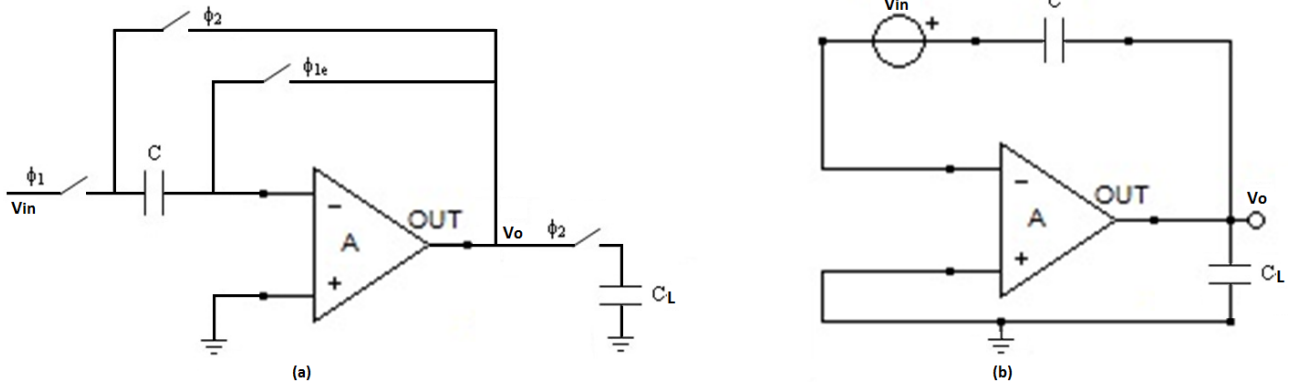 ϕ2
ϕ1e
C
ϕ1
Vin
−
A
+
OUT
Vo
ϕ2
CL
(a)
Vin
+
C
−
A
+
OUT
Vo
CL
(b)